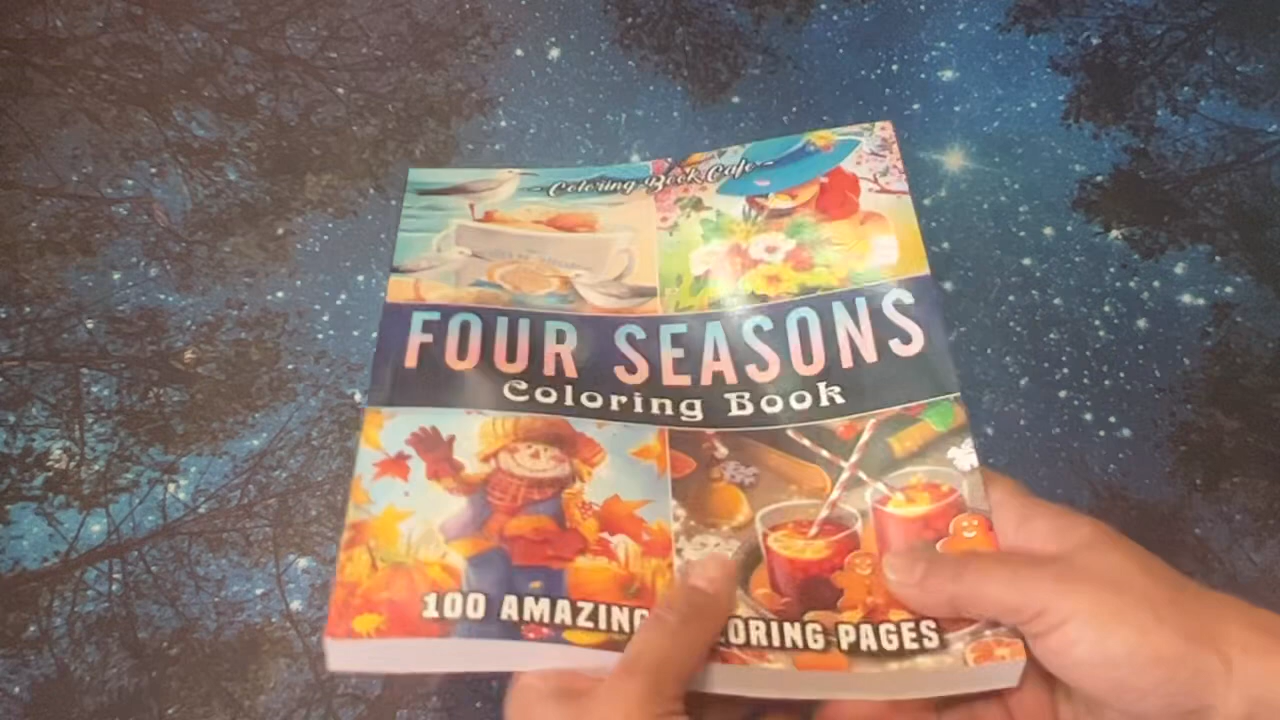 Coloring Book Cafe
FOUR SEASONS
Coloring Book
100 AMAZING ORING PAGES